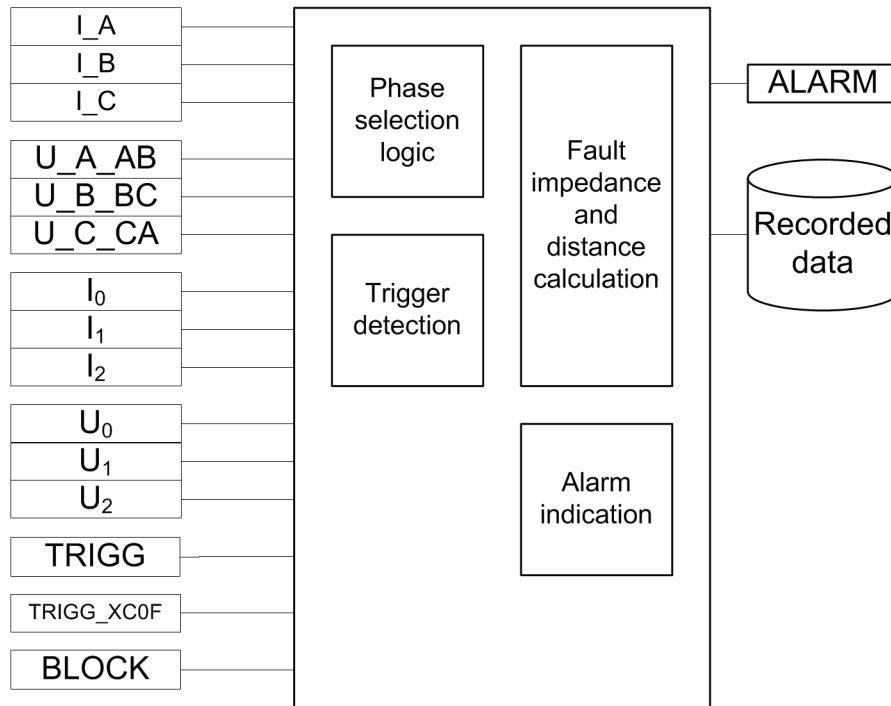 I_A
I_B
I_C
U_A_AB
U_B_BC
U_C_CA
I₀
I₁
I₂
U₀
U₁
U₂
TRIGG
TRIGG_XC0F
BLOCK
Phase
selection
logic
Trigger
detection
Fault
impedance
and
distance
calculation
Alarm
indication
ALARM
Recorded
data